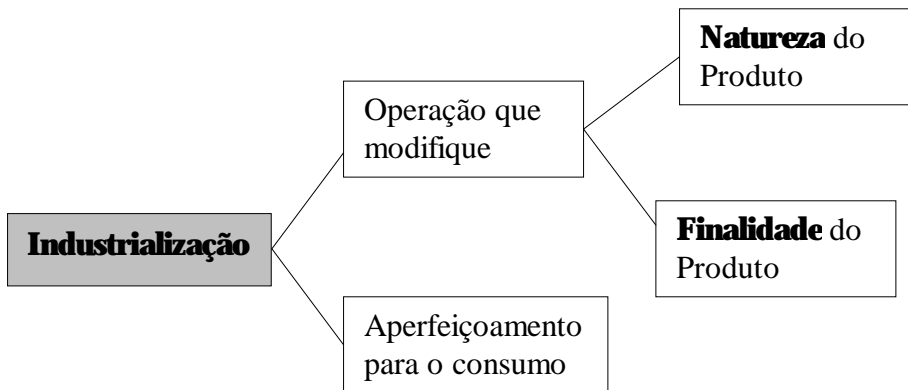 Natureza do
Produto
Operação que
modifique
Finalidade do
Produto
Industrialização
Aperfeiçoamento
para o consumo